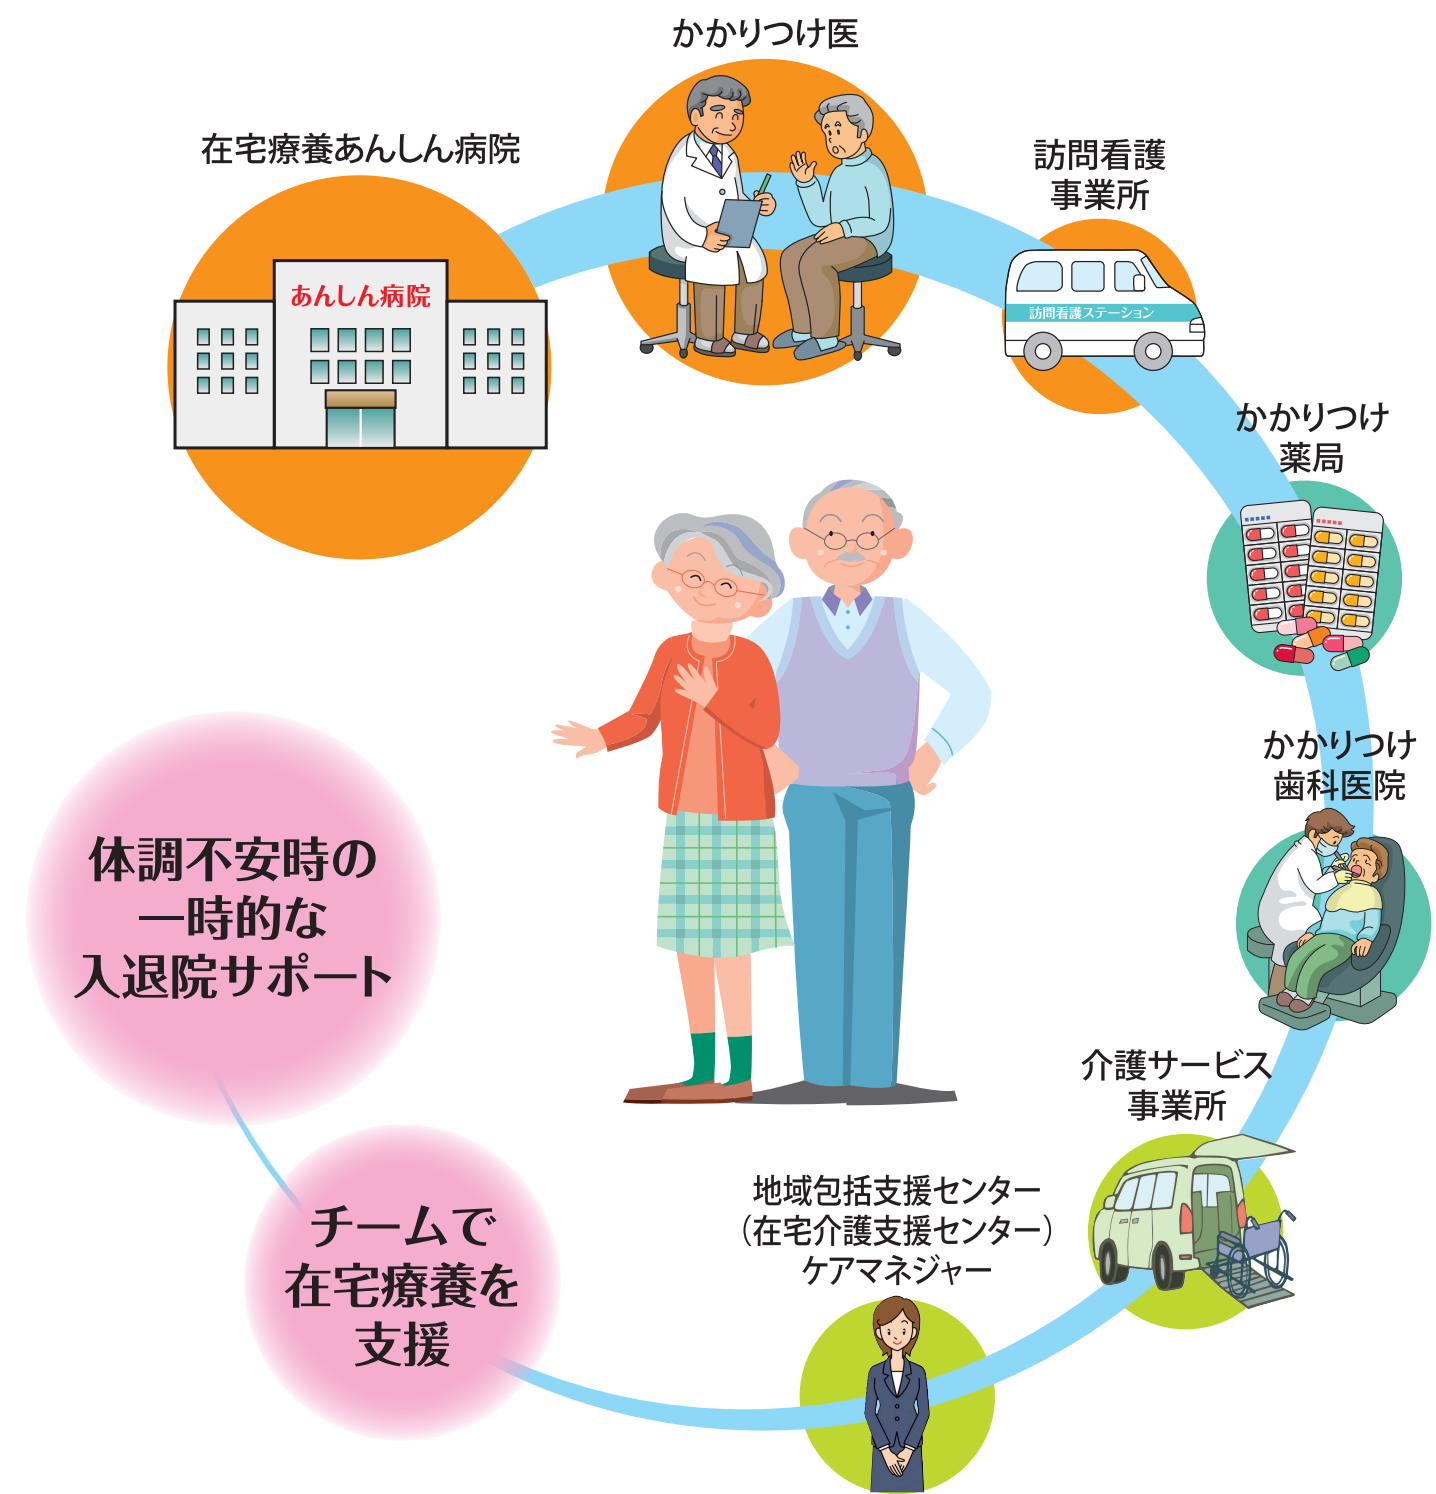 かかりつけ医
在宅療養あんしん病院
あんしん病院
訪問看護
事業所
訪問看護ステーション
かかりつけ
薬局
かかりつけ
歯科医院
介護サービス
事業所
地域包括支援センター
（在宅介護支援センター）
ケアマネジャー
体調不安時の
一時的な
入退院サポート
チームで
在宅療養を
支援